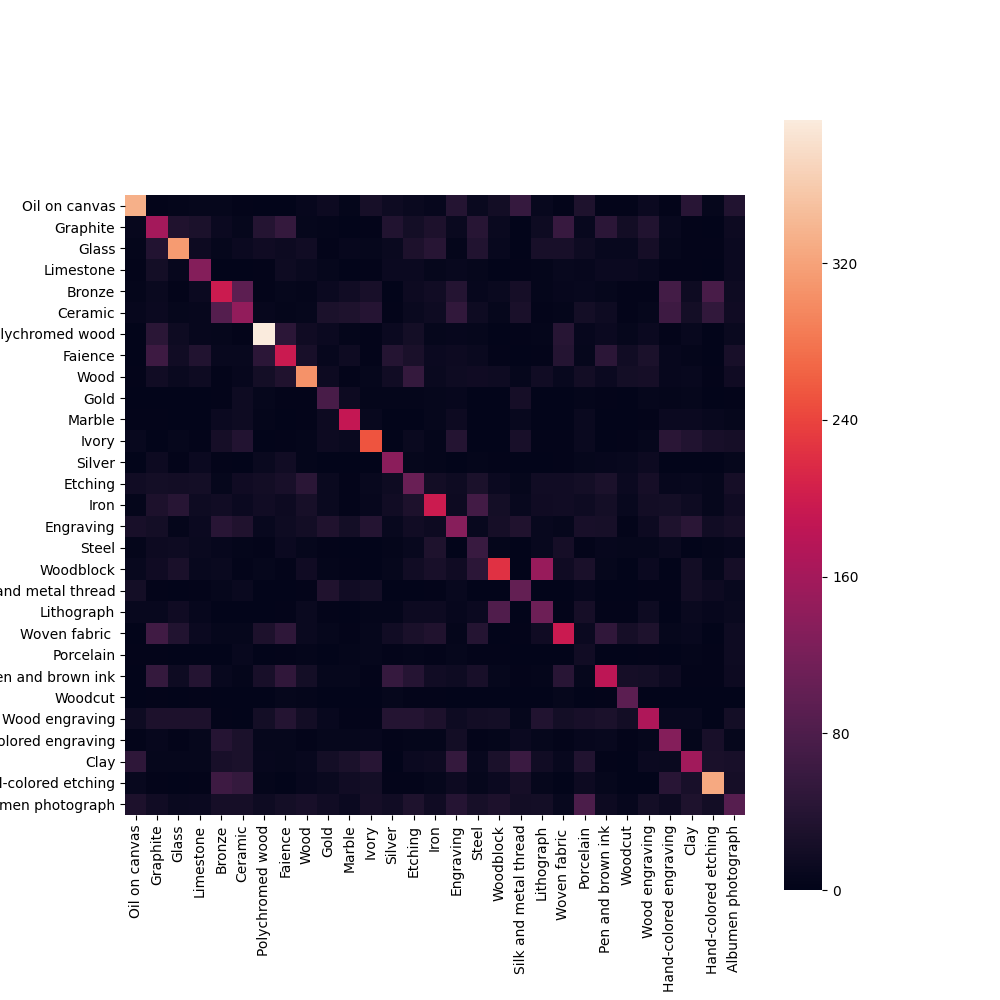 Oil on canvas
Graphite
Glass
Limestone
Bronze
Ceramic
lychromed wood
Faience
Wood
Gold
Marble
Ivory
Silver
Etching
Iron
Engraving
Steel
Woodblock
and metal thread
Lithograph
Woven fabric
Porcelain
en and brown ink
Woodcut
Wood engraving
olored engraving
Clay
l-colored etching
men photograph
Oil on canvas
Graphite
Glass
Limestone
Bronze
Ceramic
Polychromed wood
Faience
Wood
Gold
Marble
Ivory
Silver
Etching
Iron
Engraving
Steel
Woodblock
Silk and metal thread
Lithograph
Woven fabric
Porcelain
Pen and brown ink
Woodcut
Wood engraving
Hand-colored engraving
Clay
Hand-colored etching
Albumen photograph
320
240
160
80
0